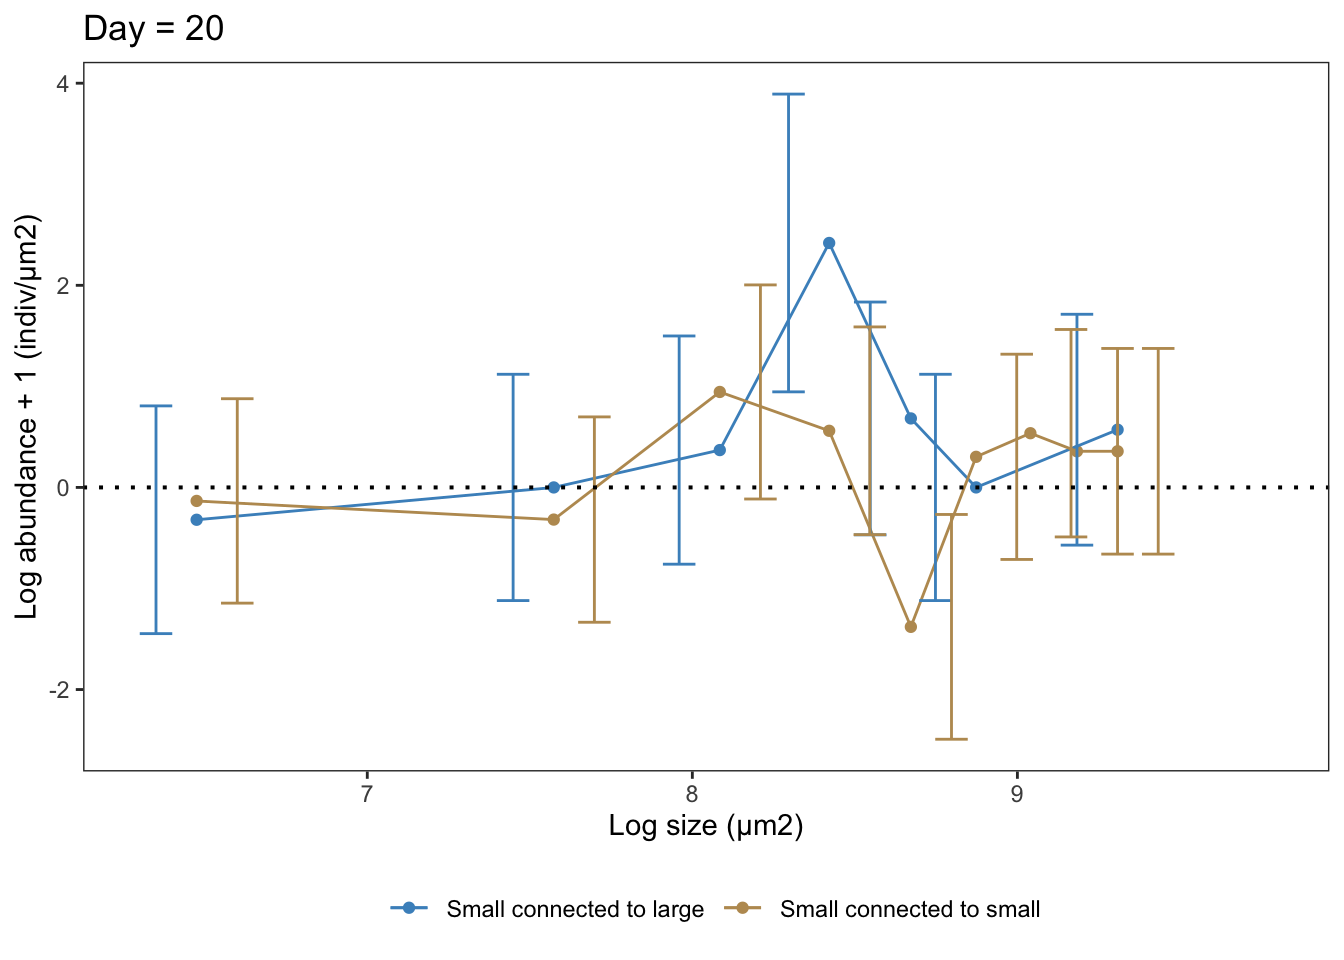 Day = 20
Log abundance + 1 (indiv/µm2)
4
2
0
-2
7
8
9
Log size (µm2)
Small connected to large
Small connected to small